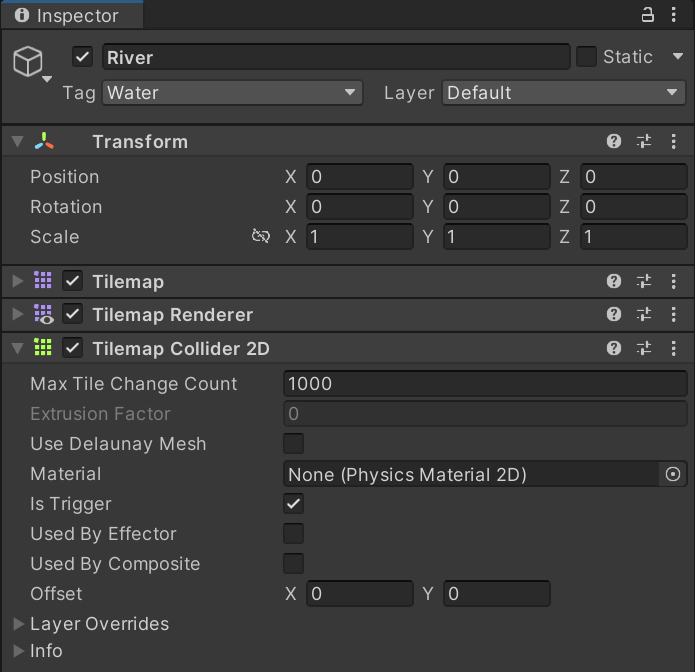 Inspector
River Static
Tag Water Layer Default
Transform
Position X 0 Y 0 Z 0
Rotation X 0 Y 0 Z 0
Scale X 1 Y 1 Z 1
Tilemap
Tilemap Renderer
Tilemap Collider 2D
Max Tile Change Count 1000
Extrusion Factor 0
Use Delaunay Mesh
Material None (Physics Material 2D)
Is Trigger
Used By Effector
Used By Composite
Offset X 0 Y 0
Layer Overrides
Info